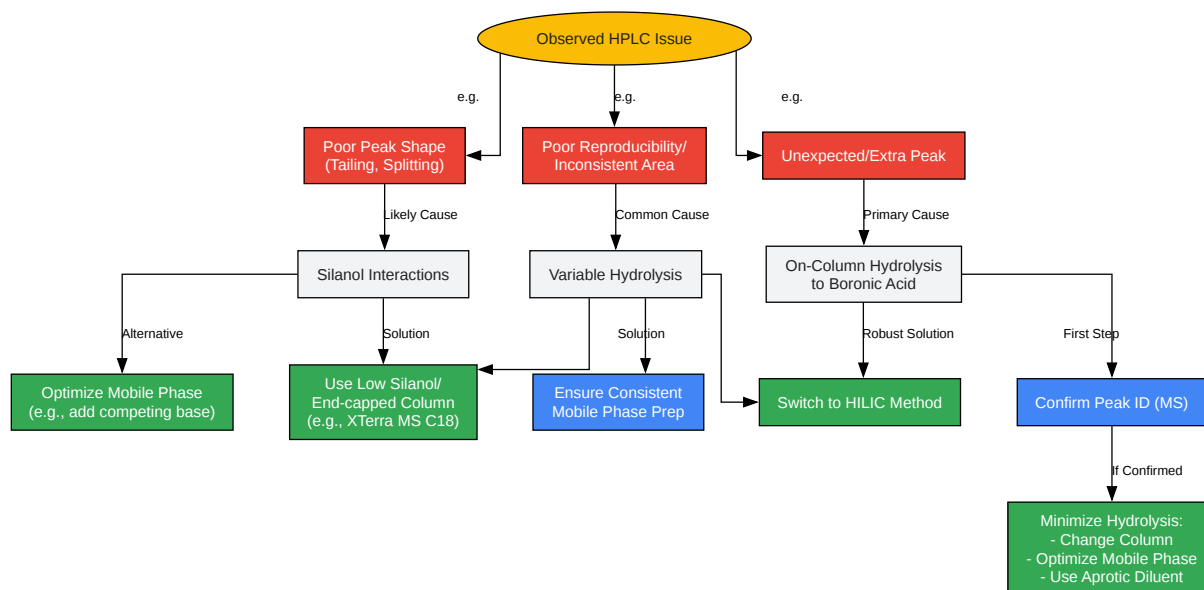 Observed HPLC Issue
e.g.
e.g.
e.g.
Poor Peak Shape
(Tailing, Splitting)
Poor Reproducibility/
Inconsistent Area
Unexpected/Extra Peak
Likely Cause
Common Cause
Primary Cause
Silanol Interactions
Variable Hydrolysis
On-Column Hydrolysis
to Boronic Acid
Alternative
Solution
Solution
Robust Solution
First Step
Optimize Mobile Phase
(e.g., add competing base)
Use Low Silanol/
End-capped Column
(e.g., XTerra MS C18)
Ensure Consistent
Mobile Phase Prep
Switch to HILIC Method
Confirm Peak ID (MS)
If Confirmed
Minimize Hydrolysis:
- Change Column
- Optimize Mobile Phase
- Use Aprotic Diluent